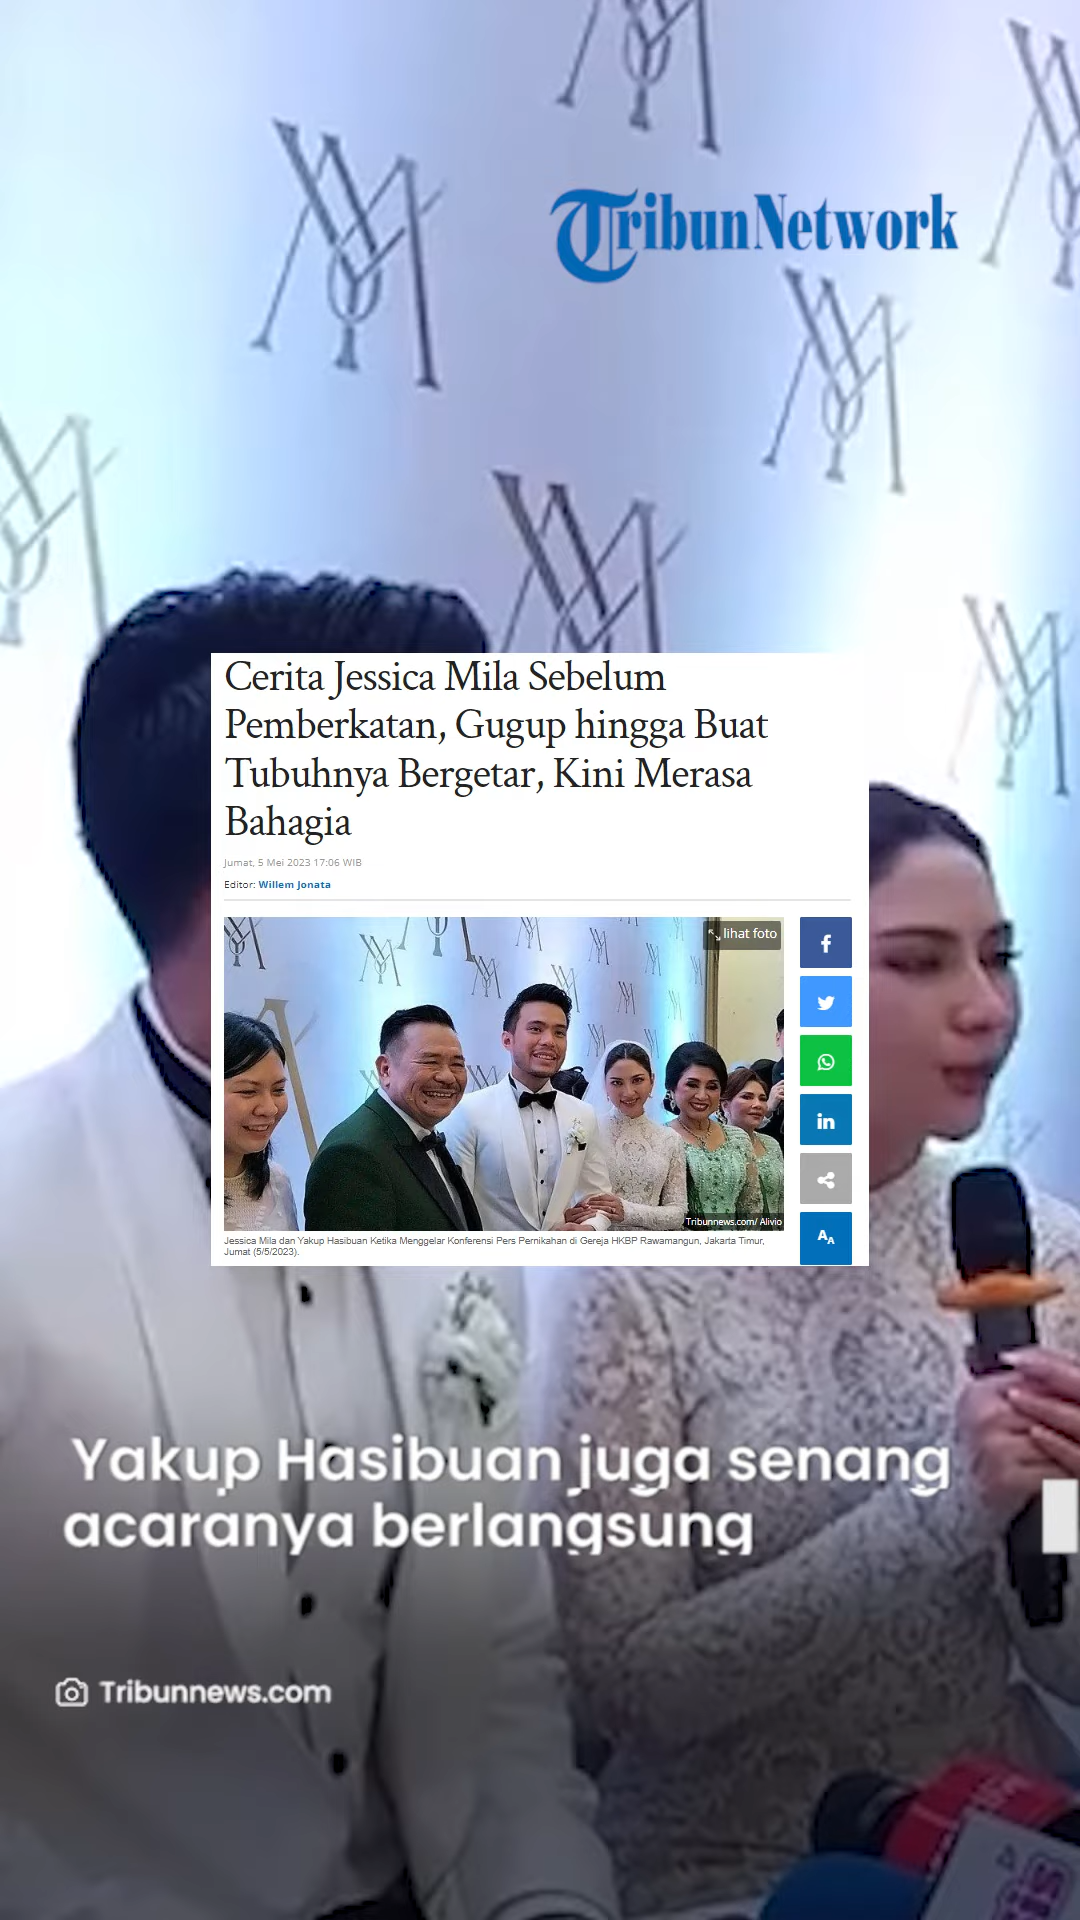 TribunNetwork
Cerita Jessica Mila Sebelum
Pemberkatan, Gugup hingga Buat
Tubuhnya Bergetar, Kini Merasa
Bahagia
Jumat, 5 Mei 2023 17:06 WIB
Editor: Willem Jonata
lihat foto
Tribunnews.com/ Alivio
Jessica Mila dan Yakup Hasibuan Ketika Menggelar Konferensi Pers Pernikahan di Gereja HKBP Rawamangun, Jakarta Timur,
Jumat (5/5/2023).
Yakup Hasibuan juga senang
acaranya berlangsung
Tribunnews.com